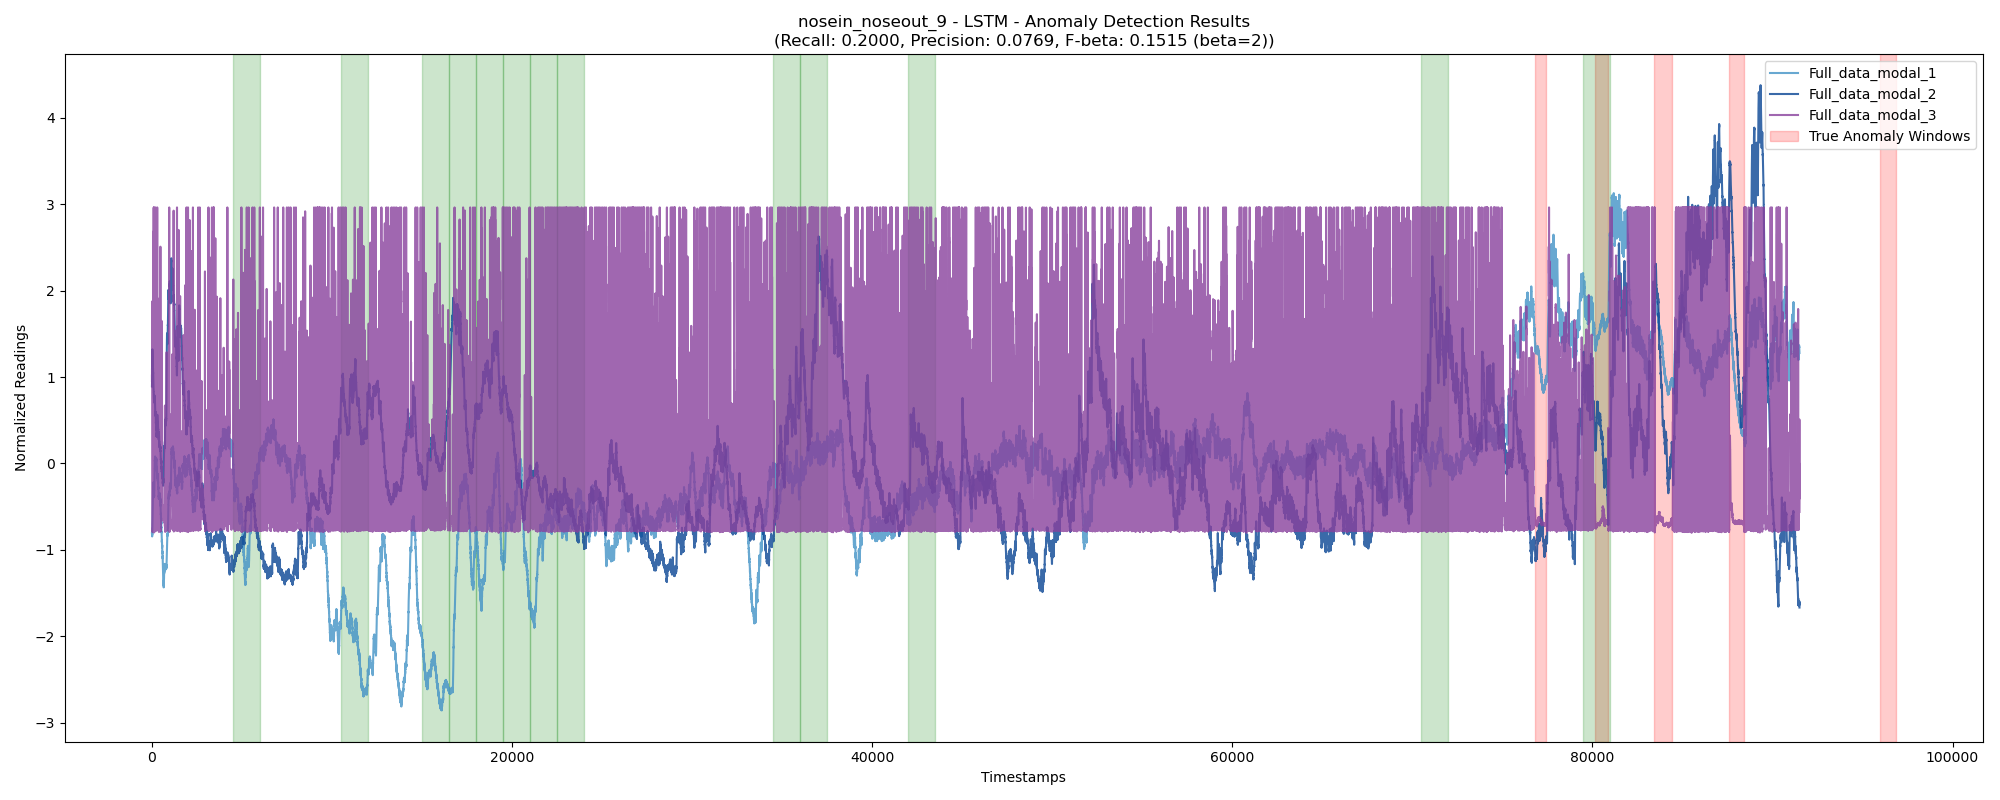 nosein_noseout_9 - LSTM - Anomaly Detection Results
(Recall: 0.2000, Precision: 0.0769, F-beta: 0.1515 (beta=2))
Full_data_modal_1
Full_data_modal_2
Full_data_modal_3
True Anomaly Windows
Normalized Readings
4
3
2
1
0
−1
−2
−3
0
20000
40000
60000
80000
100000
Timestamps